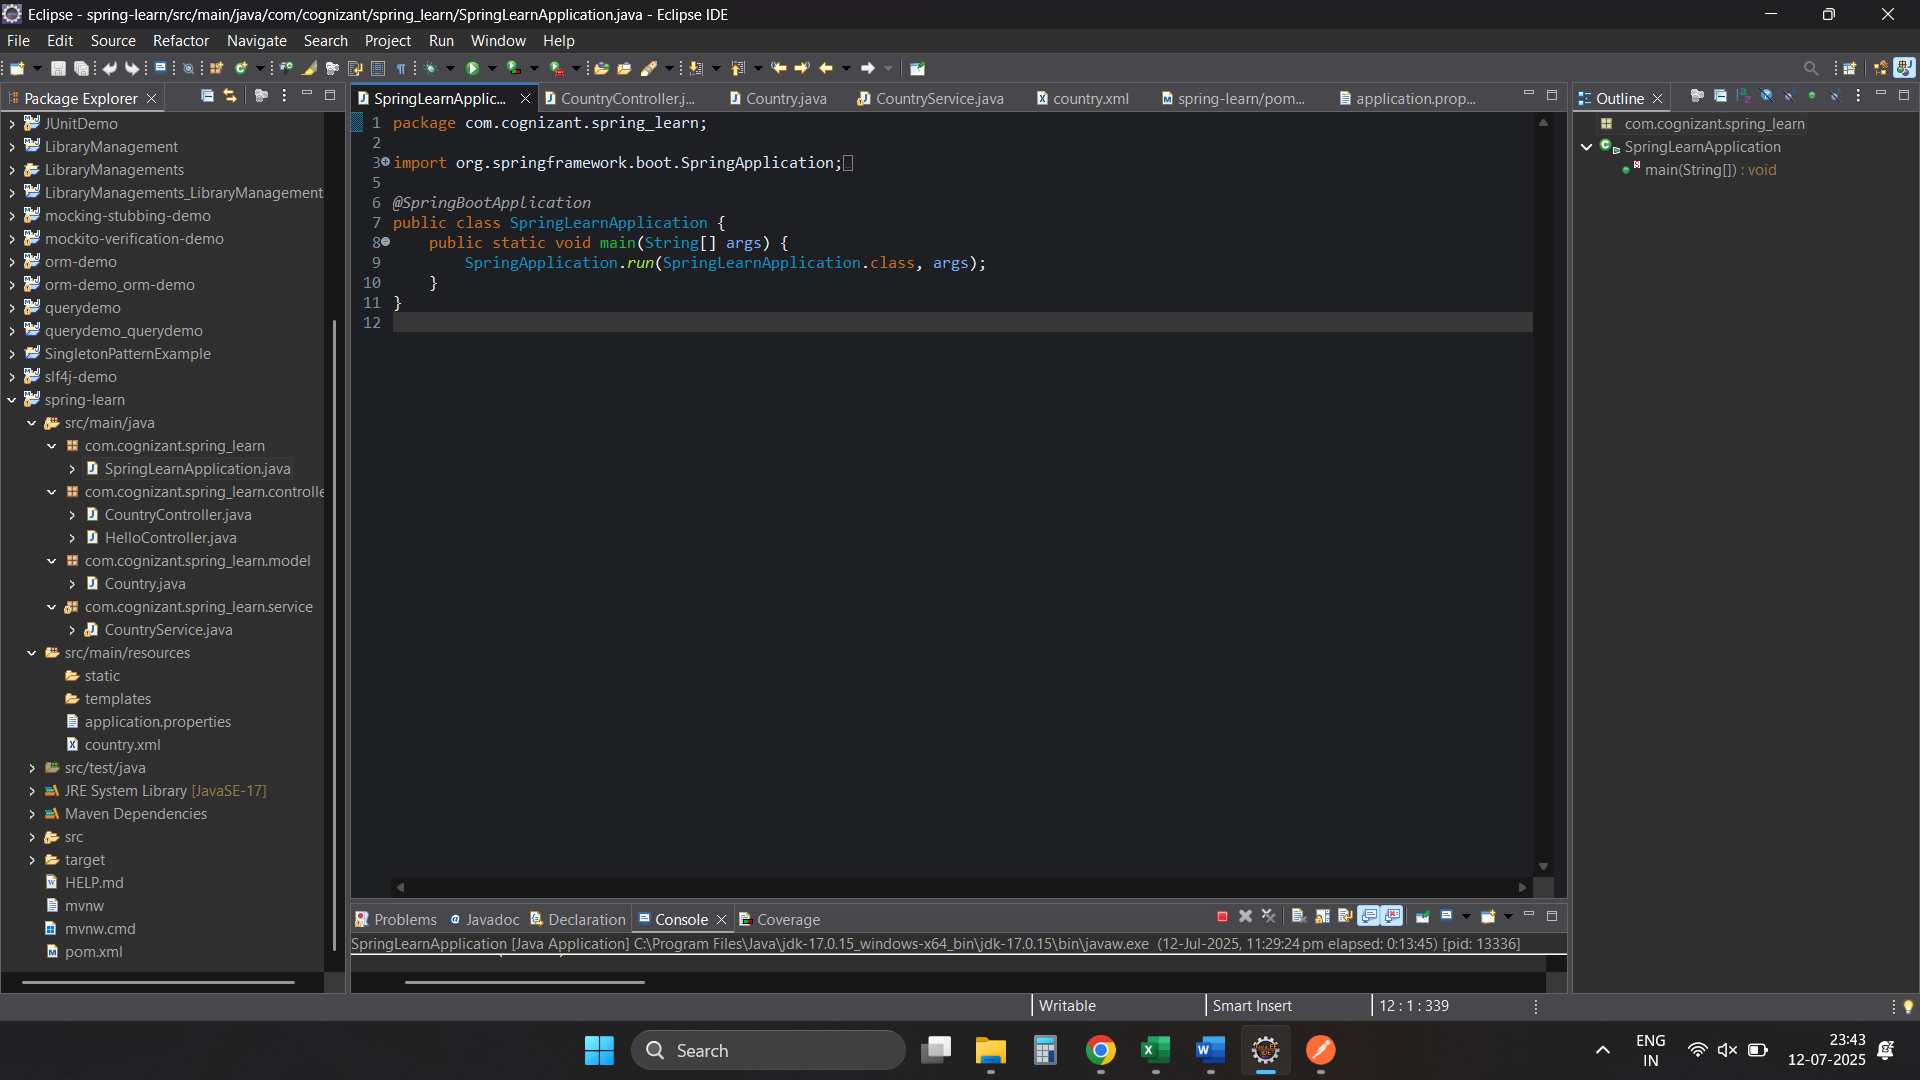 Eclipse - spring-learn/src/main/java/com/cognizant/spring_learn/SpringLearnApplication.java - Eclipse IDE
File Edit Source Refactor Navigate Search Project Run Window Help
Package Explorer
JUnitDemo
LibraryManagement
LibraryManagements
LibraryManagements_LibraryManagement
mocking-stubbing-demo
mockito-verification-demo
orm-demo
orm-demo_orm-demo
querydemo
querydemo_querydemo
SingletonPatternExample
slf4j-demo
spring-learn
src/main/java
com.cognizant.spring_learn
SpringLearnApplication.java
com.cognizant.spring_learn.controlle
CountryController.java
HelloController.java
com.cognizant.spring_learn.model
Country.java
com.cognizant.spring_learn.service
CountryService.java
src/main/resources
static
templates
application.properties
country.xml
src/test/java
JRE System Library [JavaSE-17]
Maven Dependencies
src
target
HELP.md
mvnw
mvnw.cmd
pom.xml
SpringLearnApplic... CountryController.j... Country.java CountryService.java country.xml spring-learn/pom... application.prop...
1 package com.cognizant.spring_learn;
2
3 import org.springframework.boot.SpringApplication;
5
6 @SpringBootApplication
7 public class SpringLearnApplication {
8 public static void main(String[] args) {
9 SpringApplication.run(SpringLearnApplication.class, args);
10 }
11 }
12
Outline
com.cognizant.spring_learn
SpringLearnApplication
main(String[]) : void
Problems Javadoc Declaration Console Coverage
SpringLearnApplication [Java Application] C:\Program Files\Java\jdk-17.0.15_windows-x64_bin\jdk-17.0.15\bin\javaw.exe (12-Jul-2025, 11:29:24 pm elapsed: 0:13:45) [pid: 13336]
Writable Smart Insert 12 : 1 : 339
Search
ENG
IN
23:43
12-07-2025